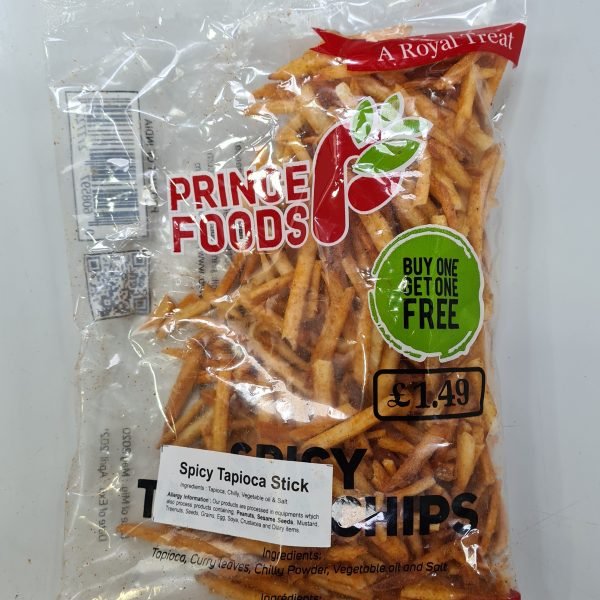 A Royal Treat
PRINCE
FOODS
BUY ONE
GET ONE
FREE
£1.49
SPICY
CHIPS
Spicy Tapioca Stick
Ingredients : Tapioca, Chilly, Vegetable oil & Salt.
Allergy Information : Our products are processed in equipments which
also process products containing, Peanuts, Sesame, Seeds, Mustard,
Treenuts, Seeds, Grains, Egg, Soya, Crustacea and Diary items.
Ingredients:
Tapioca, Curry leaves, Chilly Powder, Vegetable oil and Salt
Ingredients: